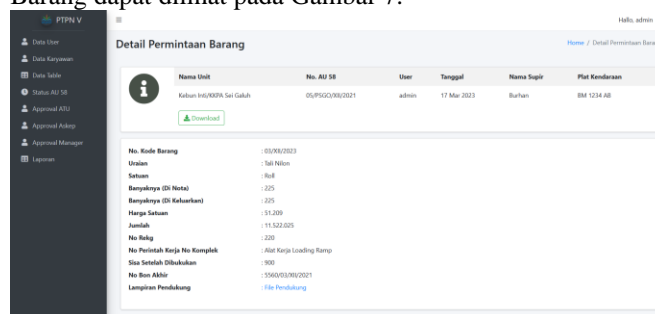 Barang dapat dilihat pada Gambar 7.
PTPN V
Hallo, admin
Data User
Data Karyawan
Data Table
Status AU 58
Approval ATU
Approval Askep
Approval Manager
Laporan
Detail Permintaan Barang
Home / Detail Permintaan Bara
Nama Unit No. AU 58 User Tanggal Nama Supir Plat Kendaraan
Kebun Inti/KKPA Sei Galuh 05/PSGO/XII/2021 admin 17 Mar 2023 Burhan BM 1234 AB
Download
No. Kode Barang : 03/XII/2023
Uraian : Tali Nilon
Satuan : Roll
Banyaknya (Di Nota) : 225
Banyaknya (Di Keluarkan) : 225
Harga Satuan : 51.209
Jumlah : 11.522.025
No Rekg : 220
No Perintah Kerja No Komplek : Alat Kerja Loading Ramp
Sisa Setelah Dibukukan : 900
No Bon Akhir : 5560/03/XII/2021
Lampiran Pendukung : File Pendukung